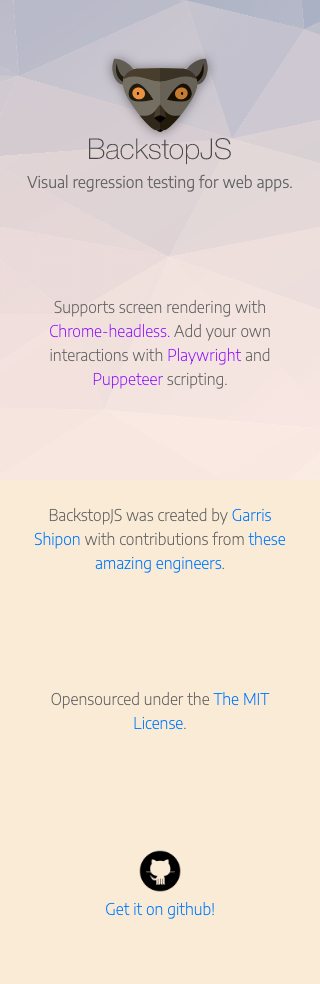 BackstopJS
Visual regression testing for web apps.
Supports screen rendering with
Chrome-headless. Add your own
interactions with Playwright and
Puppeteer scripting.
BackstopJS was created by Garris
Shipon with contributions from these
amazing engineers.
Opensourced under the The MIT
License.
Get it on github!